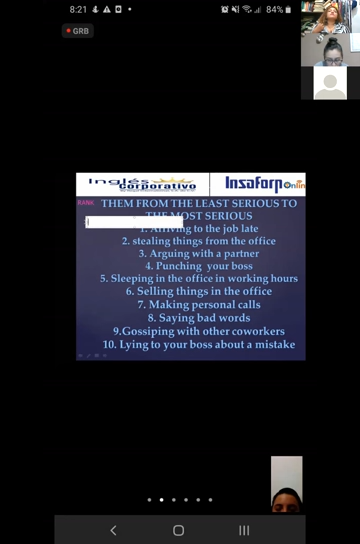 8:21
84%
GRB
Inglés
corporativo
Insaforp
Online
RANK
THEM FROM THE LEAST SERIOUS TO
THE MOST SERIOUS
1. Arriving to the job late
2. stealing things from the office
3. Arguing with a partner
4. Punching your boss
5. Sleeping in the office in working hours
6. Selling things in the office
7. Making personal calls
8. Saying bad words
9.Gossiping with other coworkers
10. Lying to your boss about a mistake